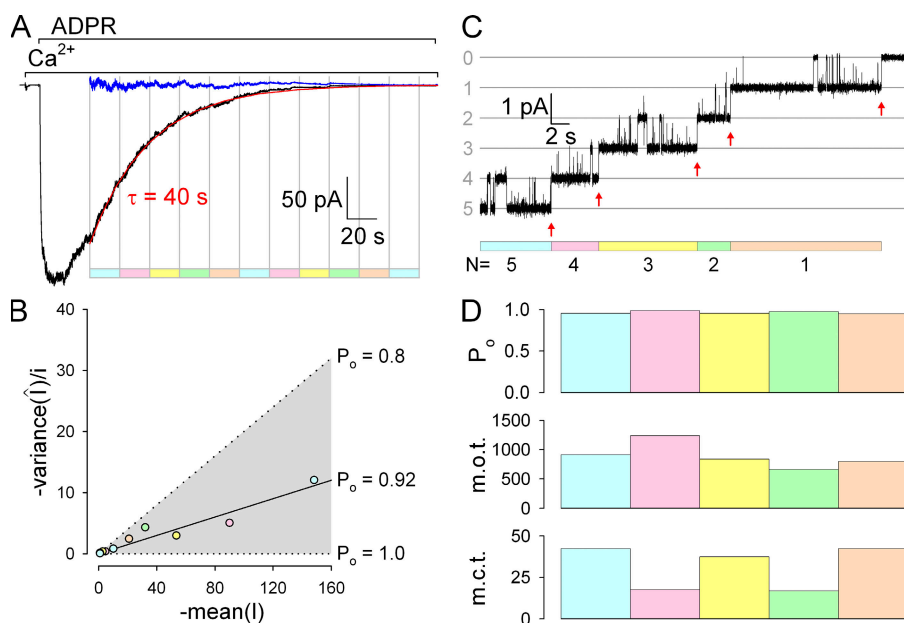 A
ADPR
Ca2+
τ = 40 s
50 pA
20 s
B
40
30
20
10
0
-variance(Î)/i
0
40
80
120
160
-mean(I)
Po = 0.8
Po = 0.92
Po = 1.0
C
0
1
2
3
4
5
1 pA
2 s
N= 5 4 3 2 1
D
1.0
0.5
0.0
Po
1500
1000
500
0
m.o.t.
50
25
0
m.c.t.